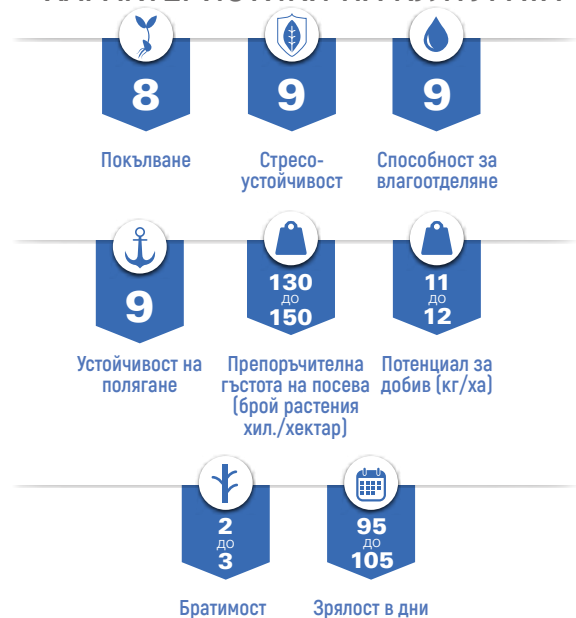 8
9
9
Покълване
Стресо-
устойчивост
Способност за
влагоотделяне
9
130
до
150
11
до
12
Устойчивост на
полягане
Препоръчителна
гъстота на посева
(брой растения
хил./хектар)
Потенциал за
добив (кг/ха)
2
до
3
95
до
105
Братимост
Зрялост в дни